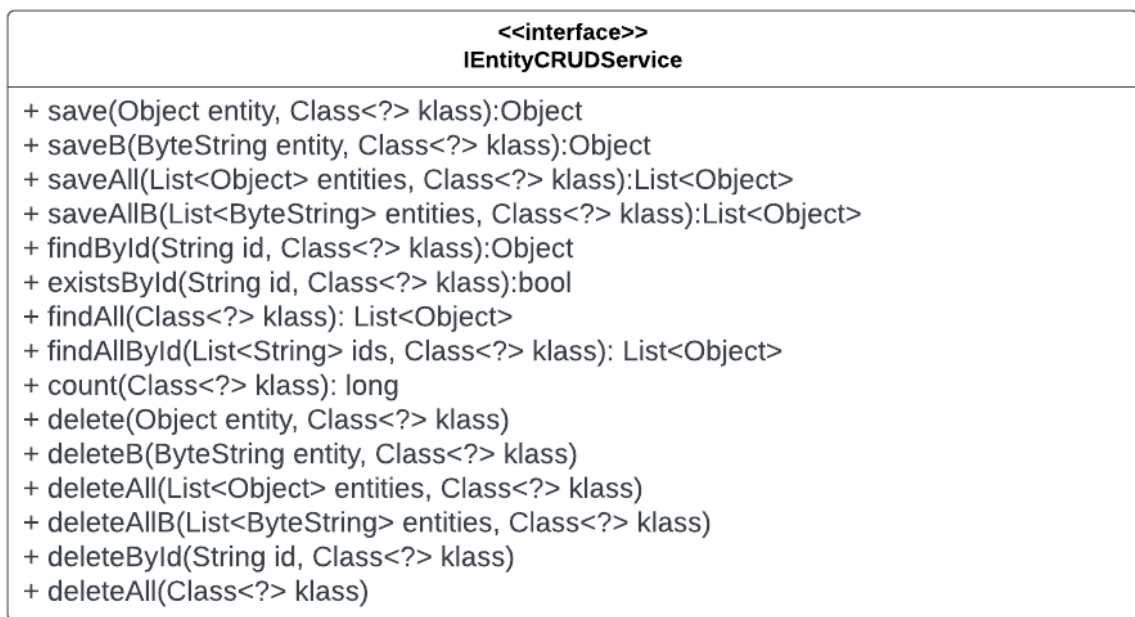 <<interface>>
IEntityCRUDService
+ save(Object entity, Class<?> klass):Object
+ saveB(ByteString entity, Class<?> klass):Object
+ saveAll(List<Object> entities, Class<?> klass):List<Object>
+ saveAllB(List<ByteString> entities, Class<?> klass):List<Object>
+ findById(String id, Class<?> klass):Object
+ existsById(String id, Class<?> klass):bool
+ findAll(Class<?> klass): List<Object>
+ findAllById(List<String> ids, Class<?> klass): List<Object>
+ count(Class<?> klass): long
+ delete(Object entity, Class<?> klass)
+ deleteB(ByteString entity, Class<?> klass)
+ deleteAll(List<Object> entities, Class<?> klass)
+ deleteAllB(List<ByteString> entities, Class<?> klass)
+ deleteById(String id, Class<?> klass)
+ deleteAll(Class<?> klass)